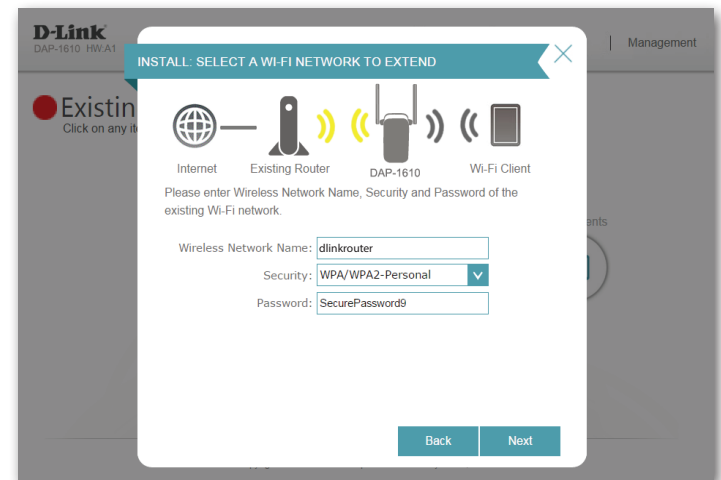 D-Link
DAP-1610 HW:A1
Management
INSTALL: SELECT A WI-FI NETWORK TO EXTEND
Existin
Click on any it
Internet
Existing Router
DAP-1610
Wi-Fi Client
Please enter Wireless Network Name, Security and Password of the
existing Wi-Fi network.
ents
Wireless Network Name: dlinkrouter
Security: WPA/WPA2-Personal
Password: SecurePassword9
Back
Next